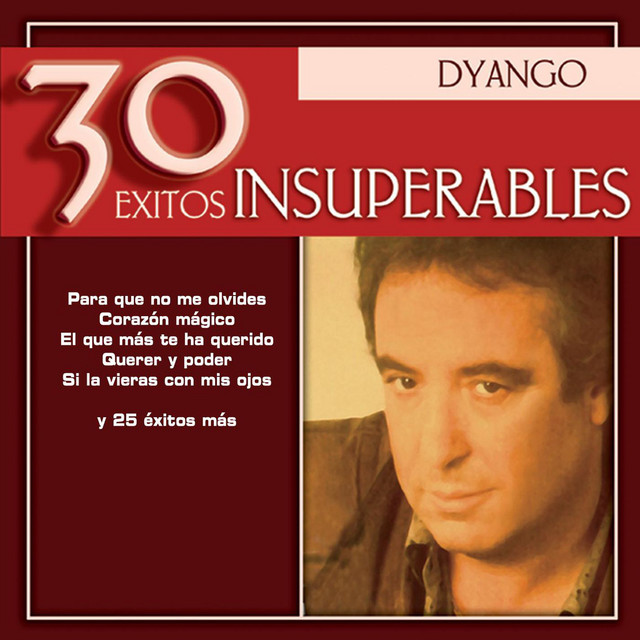 DYANGO
30
EXITOS INSUPERABLES
Para que no me olvides
Corazón mágico
El que más te ha querido
Querer y poder
Si la vieras con mis ojos
y 25 éxitos más